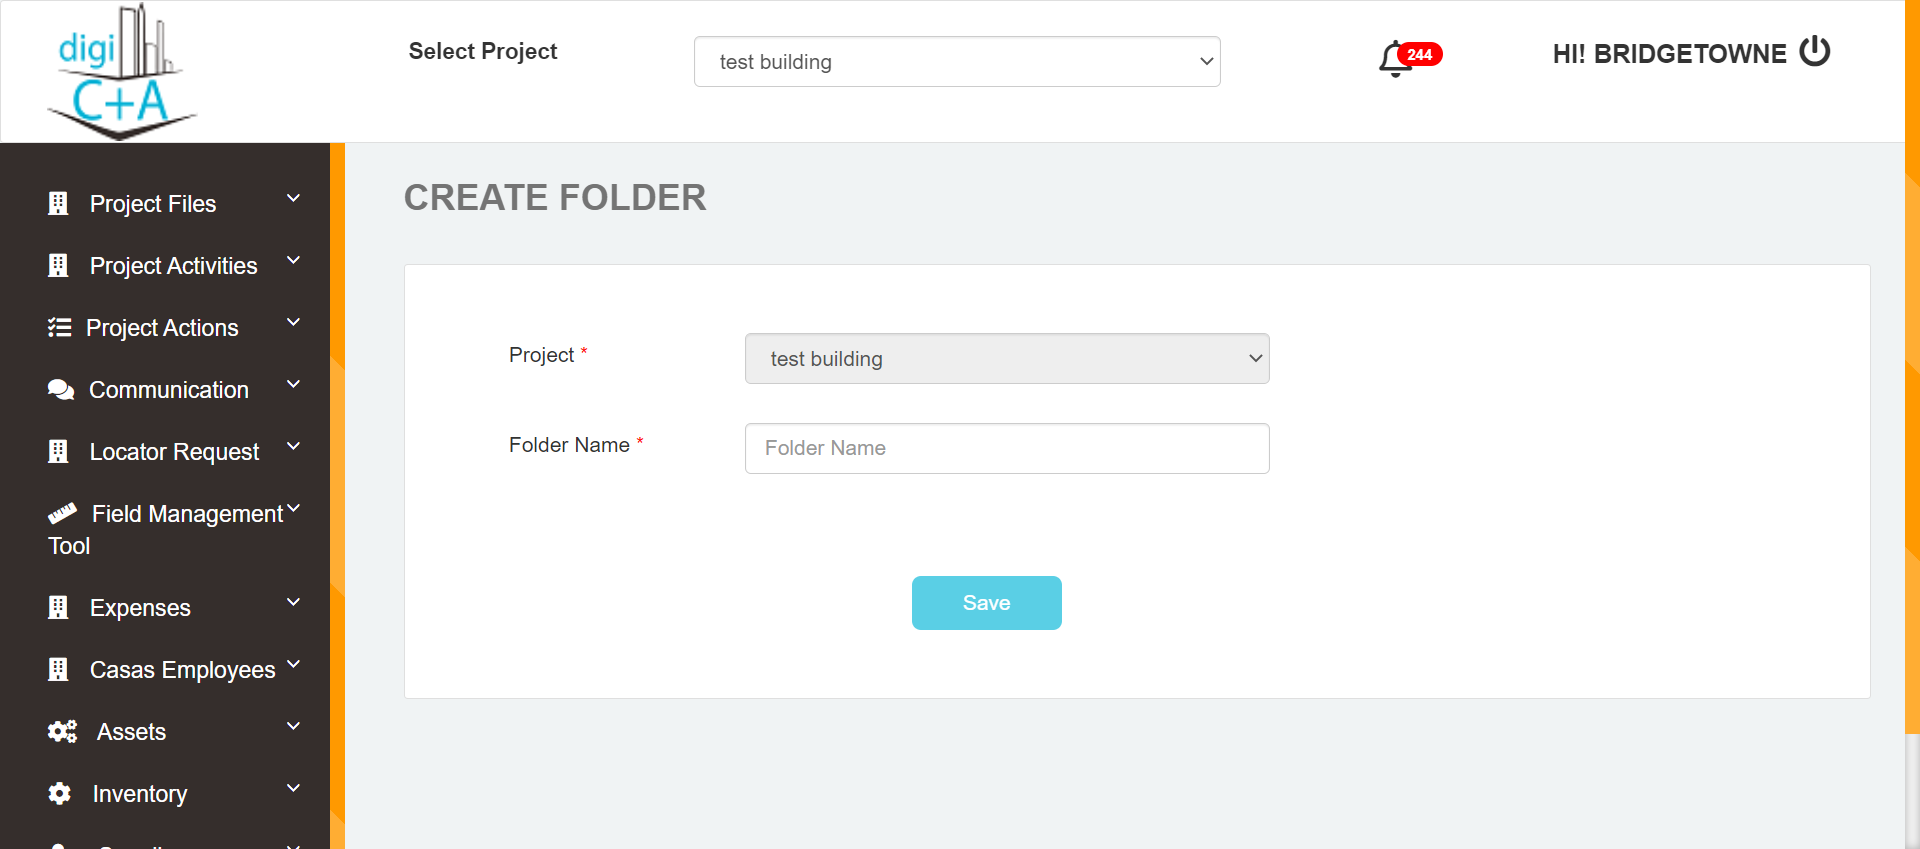 digi
C+A
Select Project
test building
244
HI! BRIDGETOWNE
Project Files
Project Activities
Project Actions
Communication
Locator Request
Field Management
Tool
Expenses
Casas Employees
Assets
Inventory
CREATE FOLDER
Project *
test building
Folder Name *
Folder Name
Save